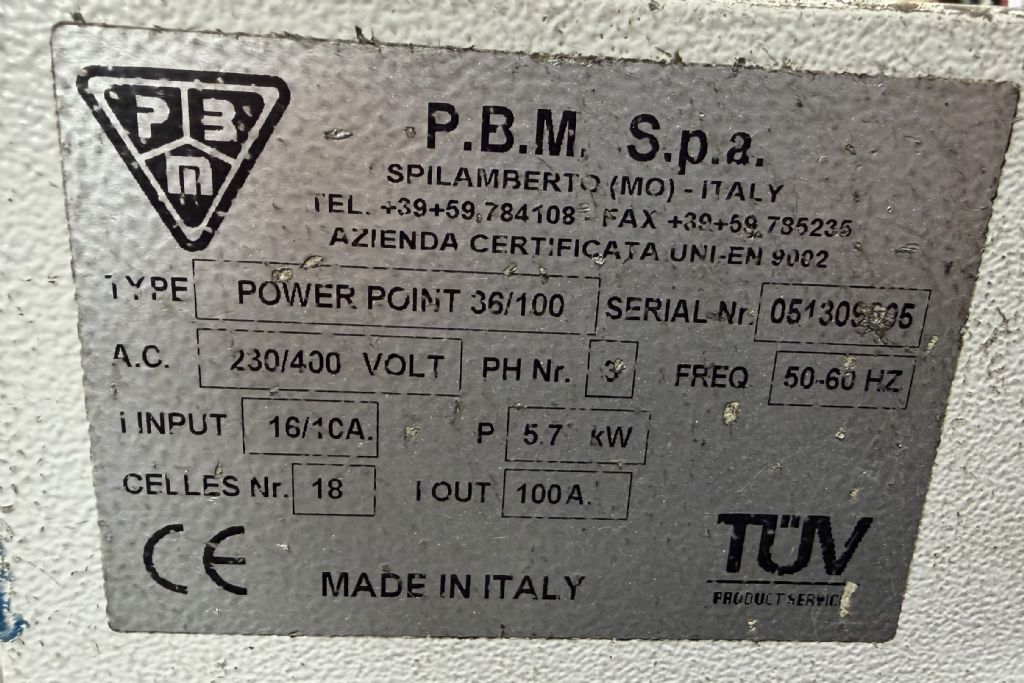 P B M
P.B.M. S.p.a.
SPILAMBERTO (MO) - ITALY
TEL. +39+59.784108 - FAX +39+59.785235
AZIENDA CERTIFICATA UNI-EN 9002
TYPE POWER POINT 36/100 SERIAL Nr.
A.C. 230/400 VOLT PH Nr. 3 FREQ 50-60 HZ
i INPUT 16/10A. P 5.7 kW
CELLES Nr. 18 I OUT 100A.
CE MADE IN ITALY TÜV
PRODUCT SERVICE